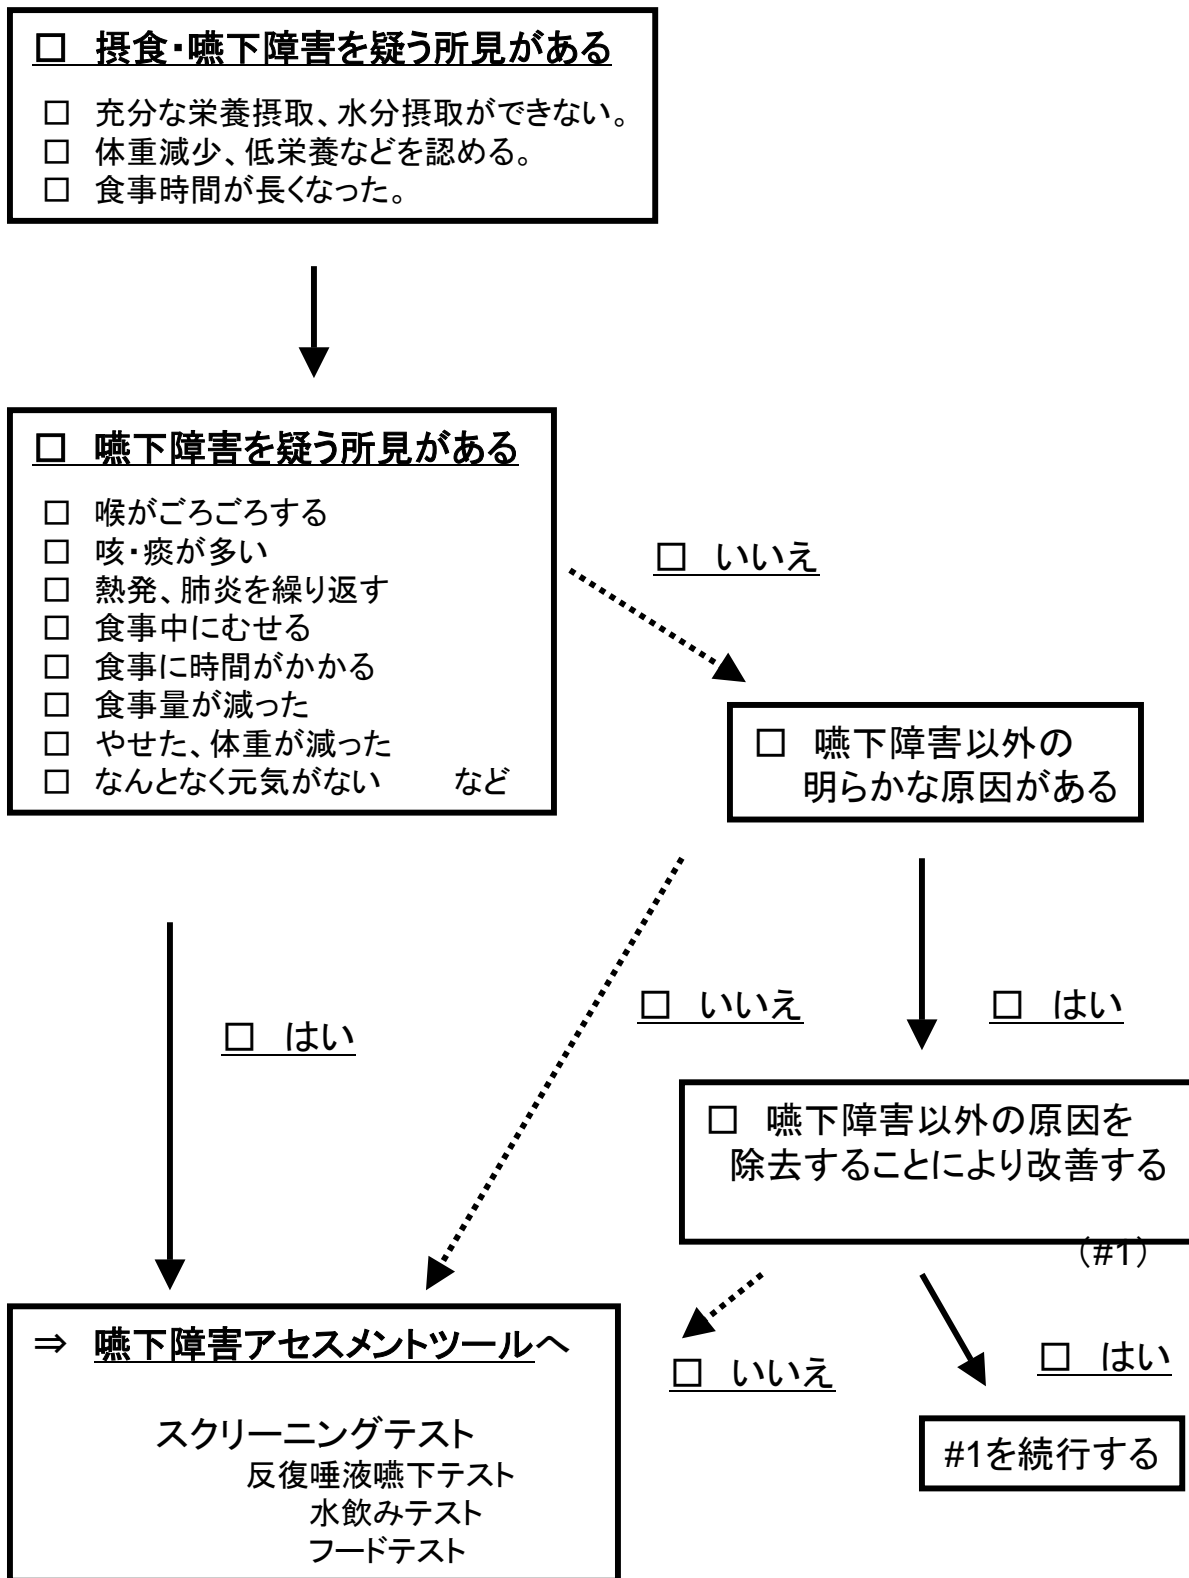 □ 摂食・嚥下障害を疑う所見がある
□ 充分な栄養摂取、水分摂取ができない。
□ 体重減少、低栄養などを認める。
□ 食事時間が長くなった。
□ 嚥下障害を疑う所見がある
□ 喉がごろごろする
□ 咳・痰が多い
□ 熱発、肺炎を繰り返す
□ 食事中にむせる
□ 食事に時間がかかる
□ 食事量が減った
□ やせた、体重が減った
□ なんとなく元気がない など
□ いいえ
□ 嚥下障害以外の
明らかな原因がある
□ はい
□ いいえ
□ はい
□ 嚥下障害以外の原因を
除去することにより改善する
(#1)
□ いいえ
□ はい
#1を続行する
⇒ 嚥下障害アセスメントツールへ
スクリーニングテスト
反復唾液嚥下テスト
水飲みテスト
フードテスト